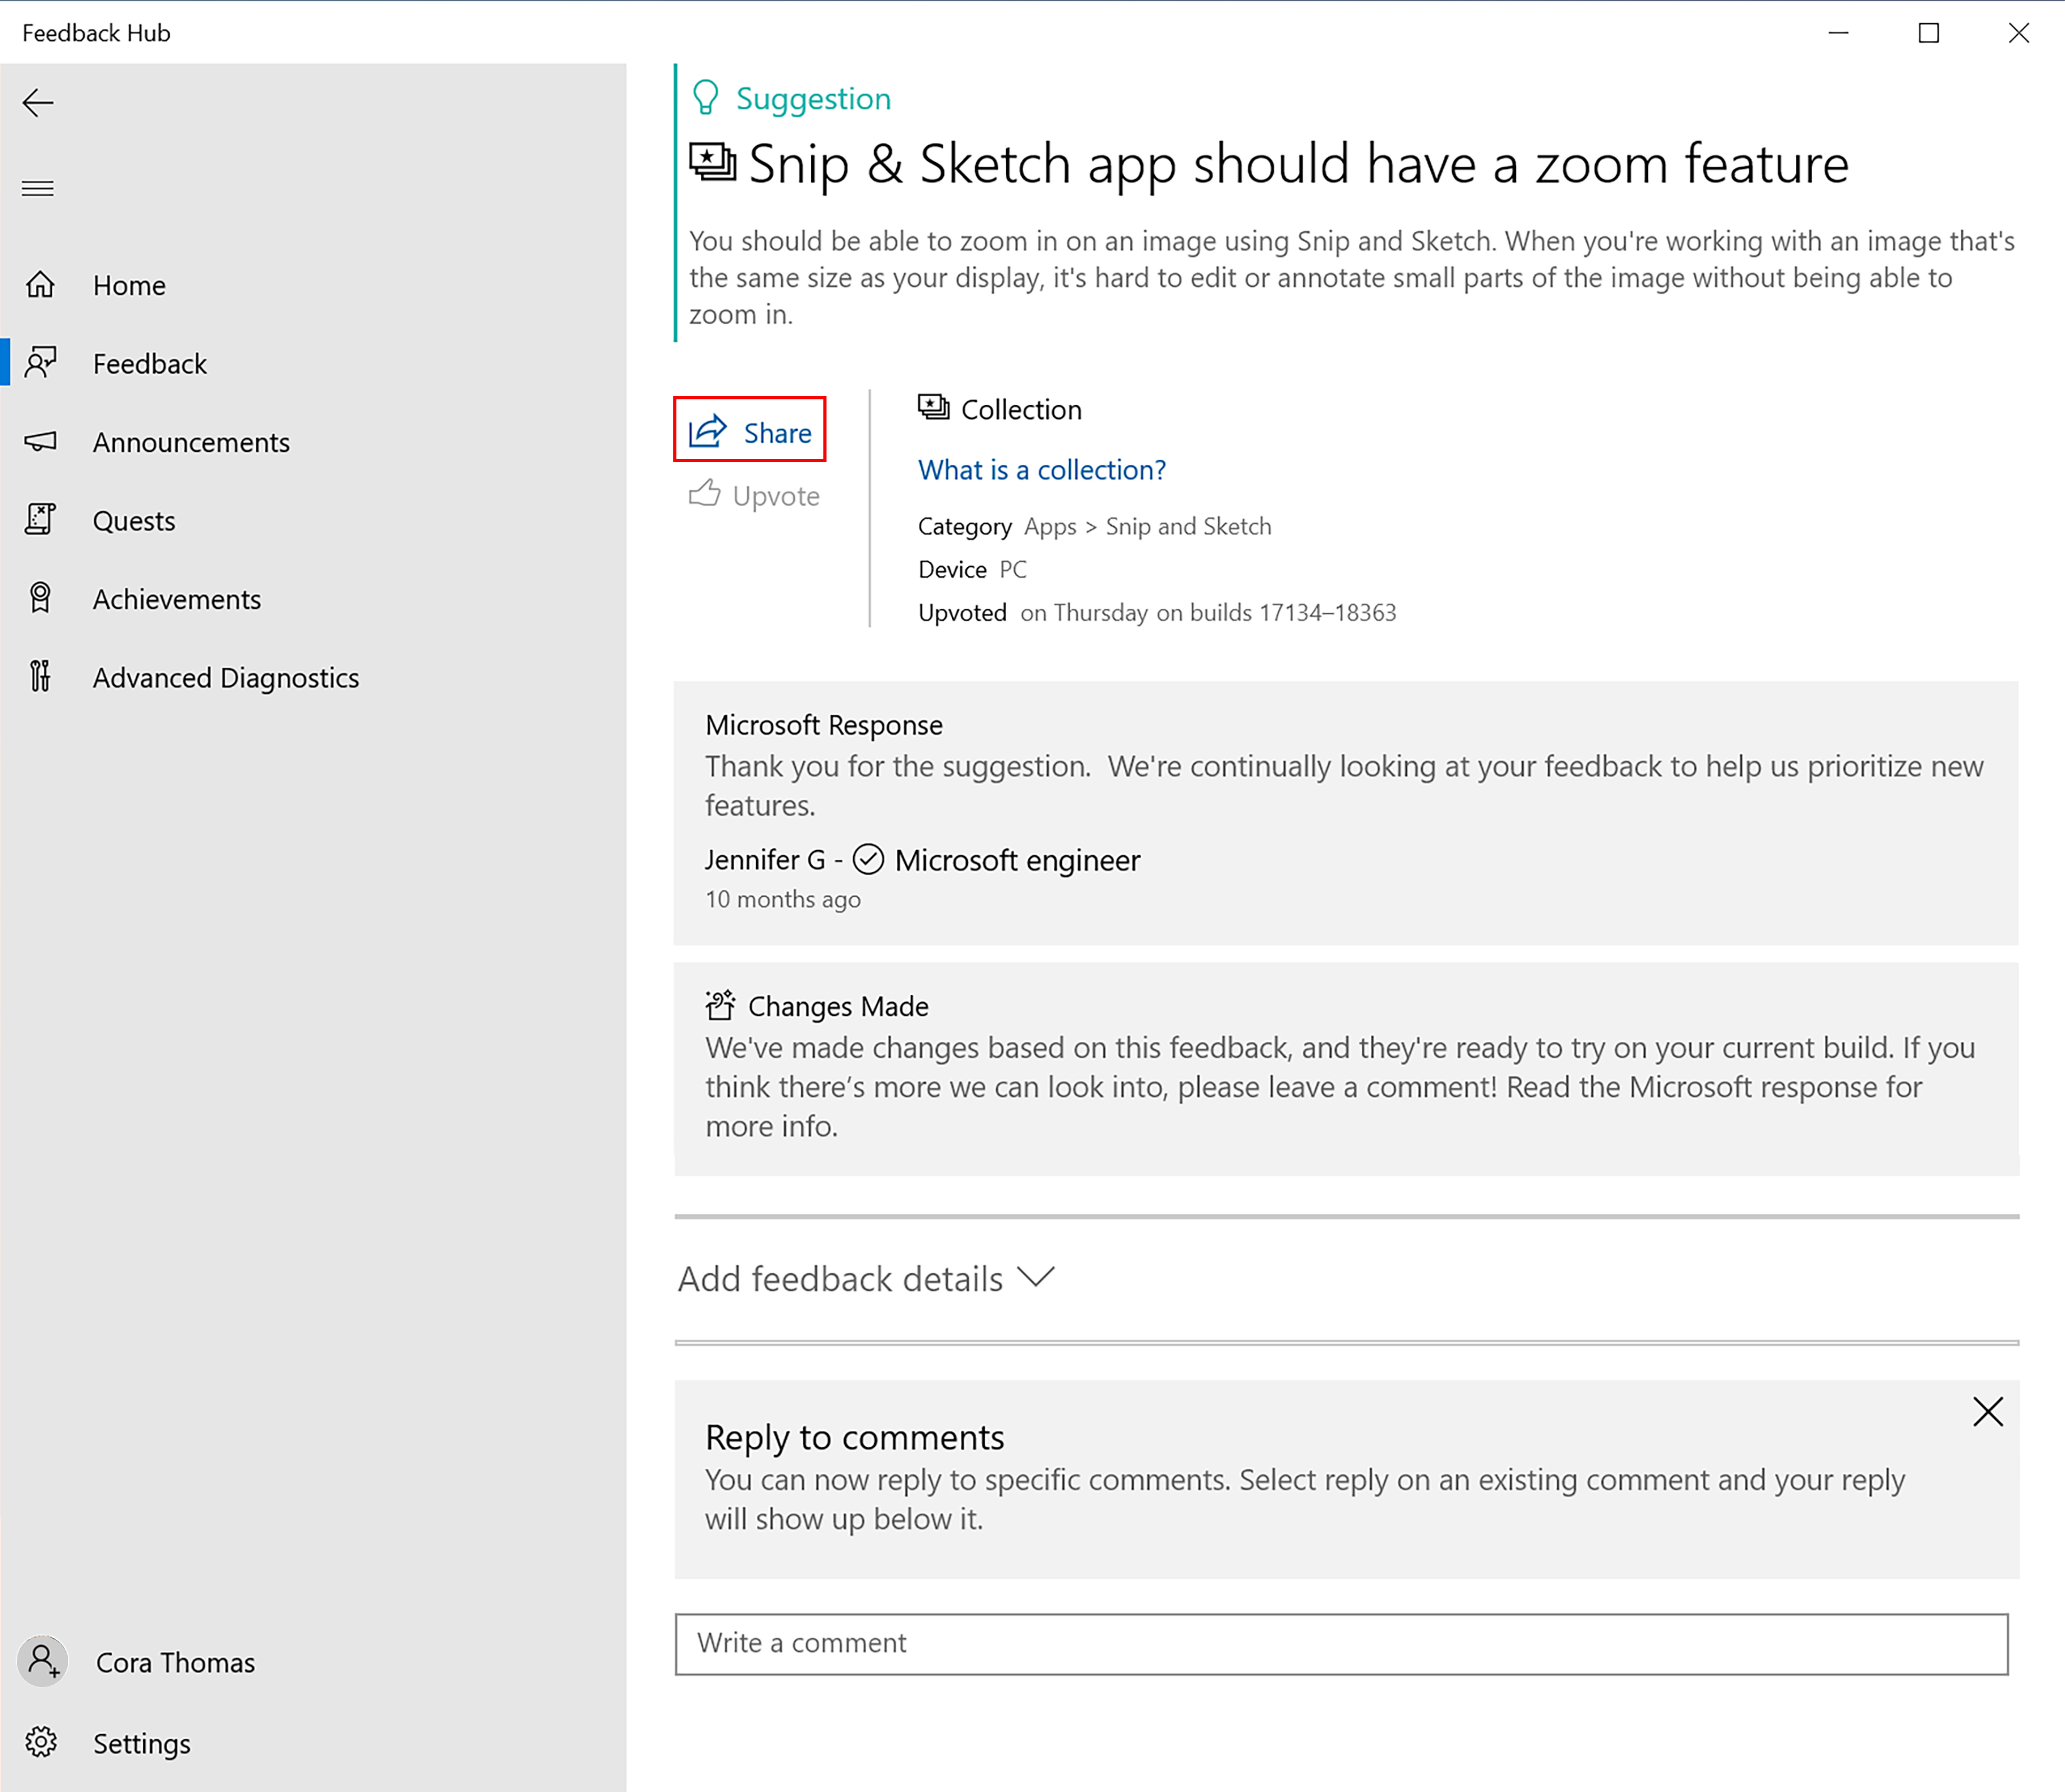 Feedback Hub
Home
Feedback
Announcements
Quests
Achievements
Advanced Diagnostics
Cora Thomas
Settings
Suggestion
Snip & Sketch app should have a zoom feature
You should be able to zoom in on an image using Snip and Sketch. When you're working with an image that's
the same size as your display, it's hard to edit or annotate small parts of the image without being able to
zoom in.
Share
Upvote
Collection
What is a collection?
Category Apps > Snip and Sketch
Device PC
Upvoted on Thursday on builds 17134–18363
Microsoft Response
Thank you for the suggestion.  We're continually looking at your feedback to help us prioritize new
features.
Jennifer G - Microsoft engineer
10 months ago
Changes Made
We've made changes based on this feedback, and they're ready to try on your current build. If you
think there’s more we can look into, please leave a comment! Read the Microsoft response for
more info.
Add feedback details
Reply to comments
You can now reply to specific comments. Select reply on an existing comment and your reply
will show up below it.
Write a comment